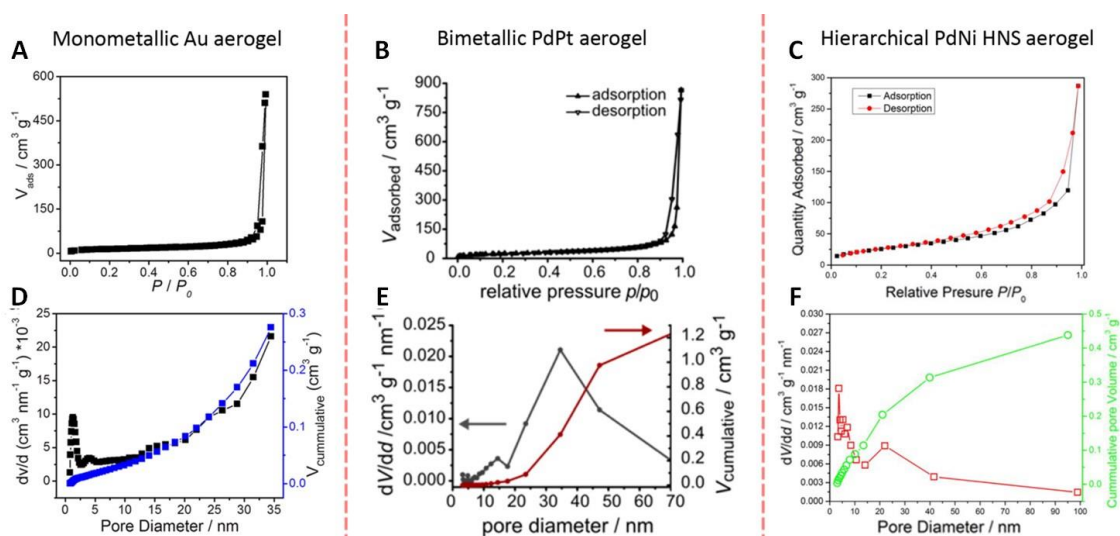 Monometallic Au aerogel
Bimetallic PdPt aerogel
Hierarchical PdNi HNS aerogel
A
600
450
300
150
0
V_ads / cm³ g⁻¹
0.0 0.2 0.4 0.6 0.8 1.0
P / P₀
B
900
750
600
450
300
150
0
V_adsorbed / cm³ g⁻¹
adsorption
desorption
0.0 0.2 0.4 0.6 0.8 1.0
relative pressure p/p₀
C
300
250
200
150
100
50
0
Quantity Adsorbed / cm³ g⁻¹
Adsorption
Desorption
0.0 0.2 0.4 0.6 0.8 1.0
Relative Presure P/P₀
D
25
20
15
10
5
0
dv/d (cm³ nm⁻¹ g⁻¹) *10⁻³
0.3
0.2
0.1
0.0
V_cummulative (cm³ g⁻¹)
0 5 10 15 20 25 30 35
Pore Diameter / nm
E
0.025
0.020
0.015
0.010
0.005
0.000
dV/dd /cm³ g⁻¹ nm⁻¹
1.2
1.0
0.8
0.6
0.4
0.2
0.0
V_cumulative / cm³ g⁻¹
0 10 20 30 40 50 60 70
pore diameter / nm
F
0.030
0.027
0.024
0.021
0.018
0.015
0.012
0.009
0.006
0.003
0.000
dV/dd / cm³ g⁻¹ nm⁻¹
0.5
0.4
0.3
0.2
0.1
0.0
Cummulative pore Volume / cm³ g⁻¹
0 10 20 30 40 50 60 70 80 90 100
Pore Diameter / nm